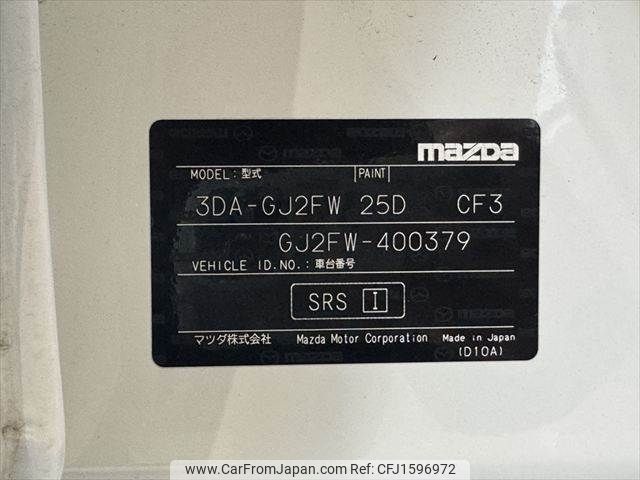 mazda
MODEL:型式 PAINT
3DA-GJ2FW 25D CF3
GJ2FW-400379
VEHICLE ID.NO.:車台番号
SRS I
マツダ株式会社 Mazda Motor Corporation Made in Japan
(D10A)
www.CarFromJapan.com - CFJ1596972